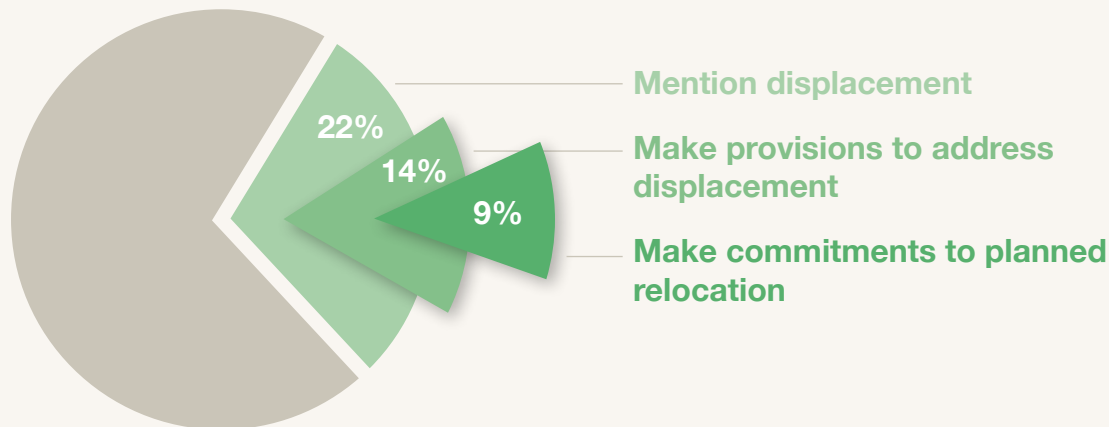 Mention displacement
22%
Make provisions to address
displacement
14%
9%
Make commitments to planned
relocation